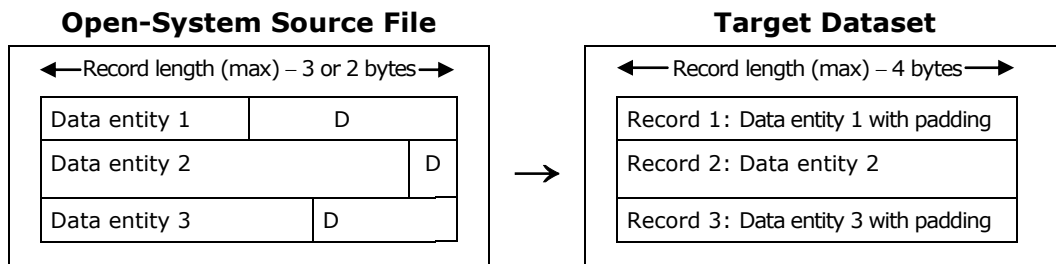 Open-System Source File
Record length (max) – 3 or 2 bytes
Data entity 1 D
Data entity 2 D
Data entity 3 D
→
Target Dataset
Record length (max) – 4 bytes
Record 1: Data entity 1 with padding
Record 2: Data entity 2
Record 3: Data entity 3 with padding